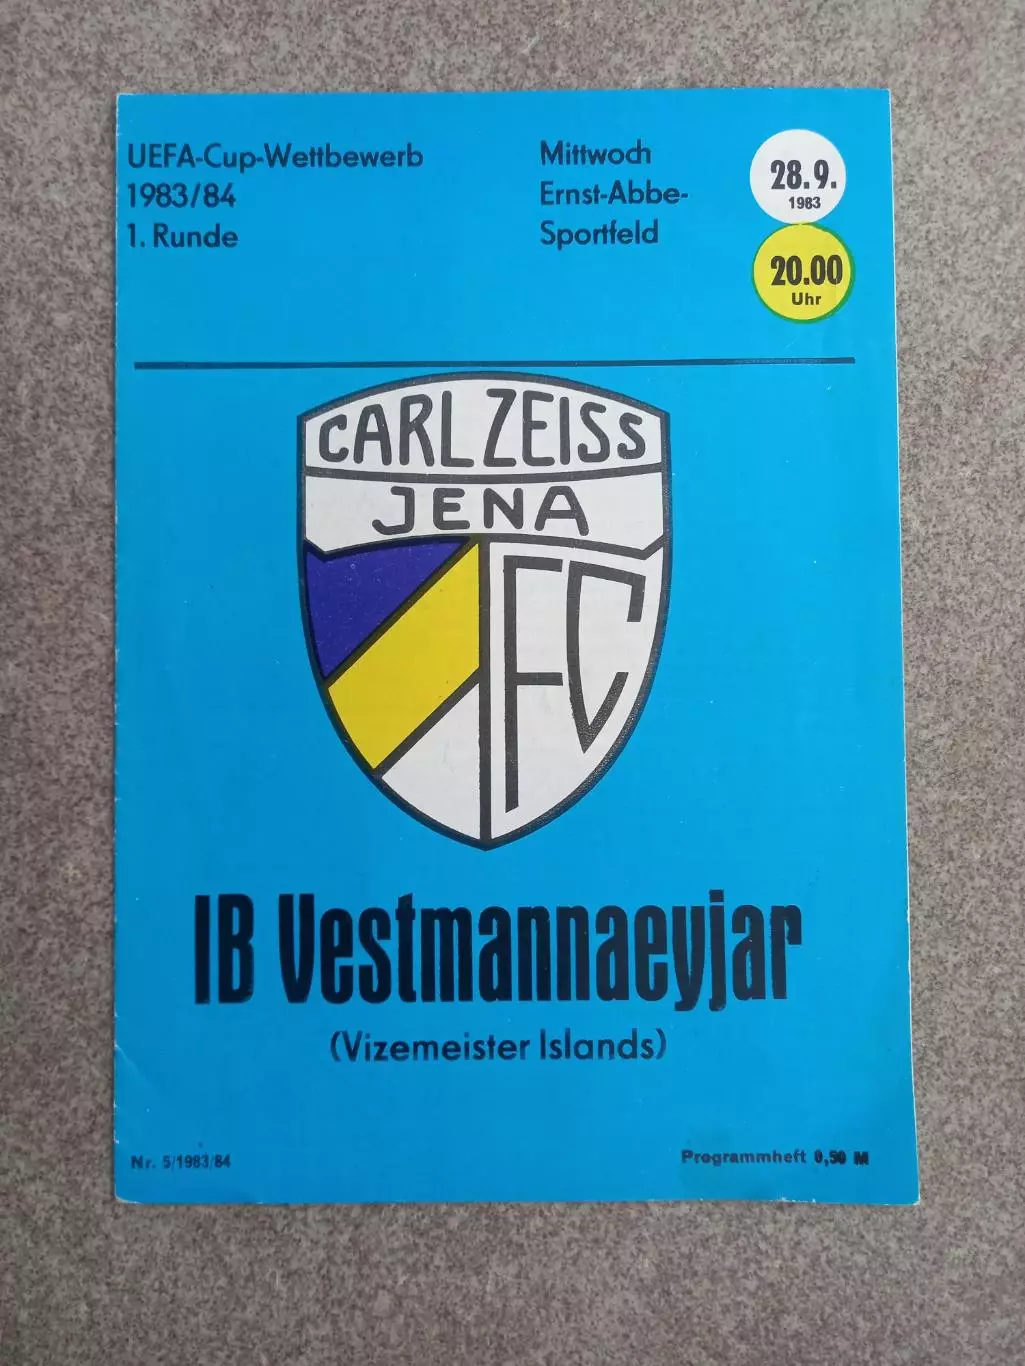 UEFA-Cup-Wettbewerb
1983/84
1. Runde
Mittwoch
Ernst-Abbe-
Sportfeld
28.9.
1983
20.00
Uhr
CARL ZEISS
JENA
FC
IB Vestmannaeyjar
(Vizemeister Islands)
Nr. 5/1983/84
Programmheft 0,50 M